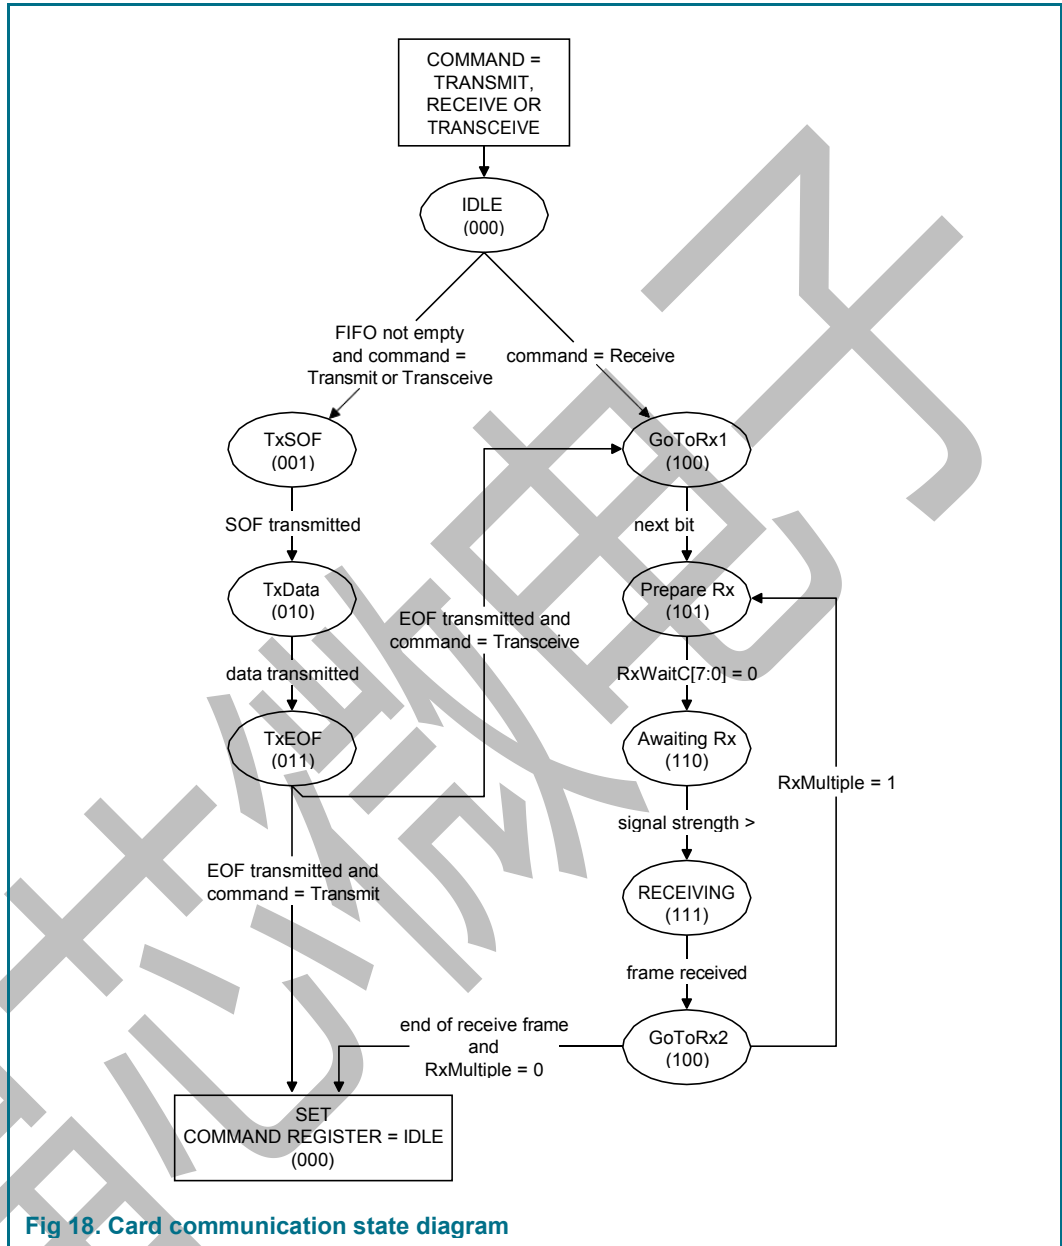 COMMAND =
TRANSMIT,
RECEIVE OR
TRANSCEIVE
IDLE
(000)
FIFO not empty
and command =
Transmit or Transceive
command = Receive
TxSOF
(001)
GoToRx1
(100)
SOF transmitted
next bit
TxData
(010)
Prepare Rx
(101)
EOF transmitted and
command = Transceive
data transmitted
RxWaitC[7:0] = 0
TxEOF
(011)
Awaiting Rx
(110)
RxMultiple = 1
signal strength >
EOF transmitted and
command = Transmit
RECEIVING
(111)
frame received
end of receive frame
and
RxMultiple = 0
GoToRx2
(100)
SET
COMMAND REGISTER = IDLE
(000)
Fig 18. Card communication state diagram
芯微电子